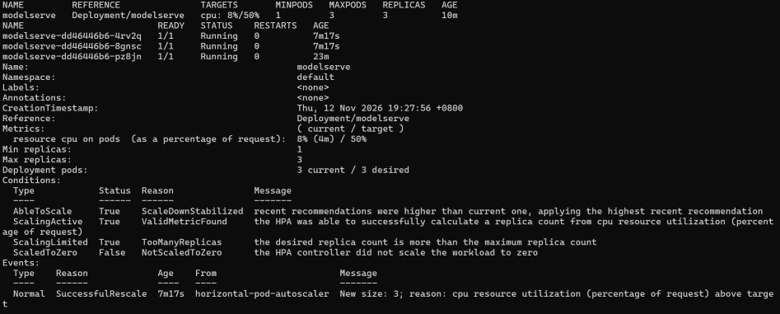 NAME         REFERENCE               TARGETS       MINPODS   MAXPODS   REPLICAS   AGE
modelserve   Deployment/modelserve   cpu: 8%/50%   1         3         3          10m
NAME                          READY   STATUS    RESTARTS   AGE
modelserve-dd46446b6-4rv2q   1/1     Running   0          7m17s
modelserve-dd46446b6-8gnsc   1/1     Running   0          7m17s
modelserve-dd46446b6-pz8jn   1/1     Running   0          23m
Name:                                                  modelserve
Namespace:                                             default
Labels:                                                <none>
Annotations:                                           <none>
CreationTimestamp:                                     Thu, 12 Nov 2026 19:27:56 +0800
Reference:                                             Deployment/modelserve
Metrics:                                               ( current / target )
  resource cpu on pods  (as a percentage of request):  8% (4m) / 50%
Min replicas:                                          1
Max replicas:                                          3
Deployment pods:                                       3 current / 3 desired
Conditions:
  Type            Status  Reason               Message
  ----            ------  ------               -------
  AbleToScale     True    ScaleDownStabilized  recent recommendations were higher than current one, applying the highest recent recommendation
  ScalingActive   True    ValidMetricFound     the HPA was able to successfully calculate a replica count from cpu resource utilization (percent
age of request)
  ScalingLimited  True    TooManyReplicas      the desired replica count is more than the maximum replica count
  ScaledToZero    False   NotScaledToZero      the HPA controller did not scale the workload to zero
Events:
  Type    Reason             Age    From                       Message
  ----    ------             ----   ----                       -------
  Normal  SuccessfulRescale  7m17s  horizontal-pod-autoscaler  New size: 3; reason: cpu resource utilization (percentage of request) above targe
t